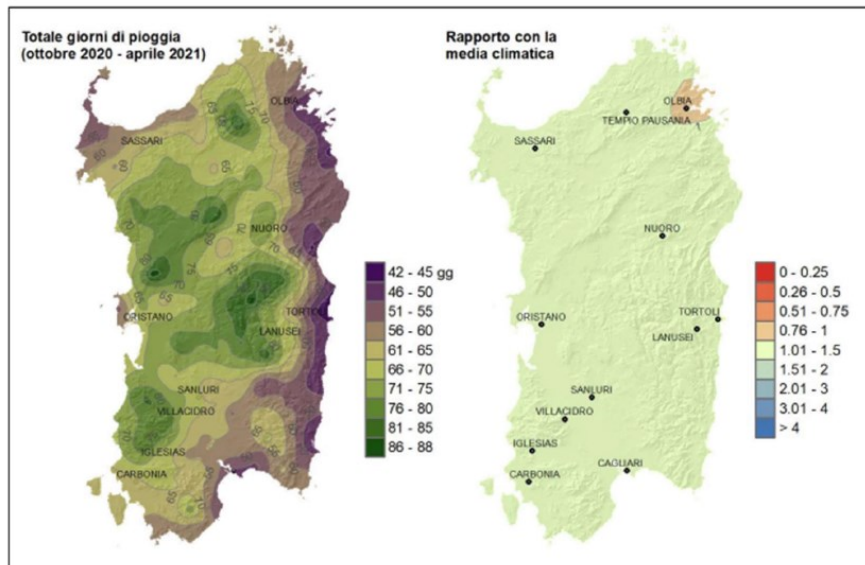 Totale giorni di pioggia
(ottobre 2020 - aprile 2021)
OLBIA
SASSARI
NUORO
ORISTANO
LANUSEI
SANLURI
VILLACIDRO
IGLESIAS
CARBONIA
42 - 45 gg
46 - 50
51 - 55
56 - 60
61 - 65
66 - 70
71 - 75
76 - 80
81 - 85
86 - 88
Rapporto con la
media climatica
OLBIA
TEMPIO PAUSANIA
SASSARI
NUORO
ORISTANO
TORTOLI
LANUSEI
SANLURI
VILLACIDRO
IGLESIAS
CARBONIA
CAGLIARI
0 - 0.25
0.26 - 0.5
0.51 - 0.75
0.76 - 1
1.01 - 1.5
1.51 - 2
2.01 - 3
3.01 - 4
> 4